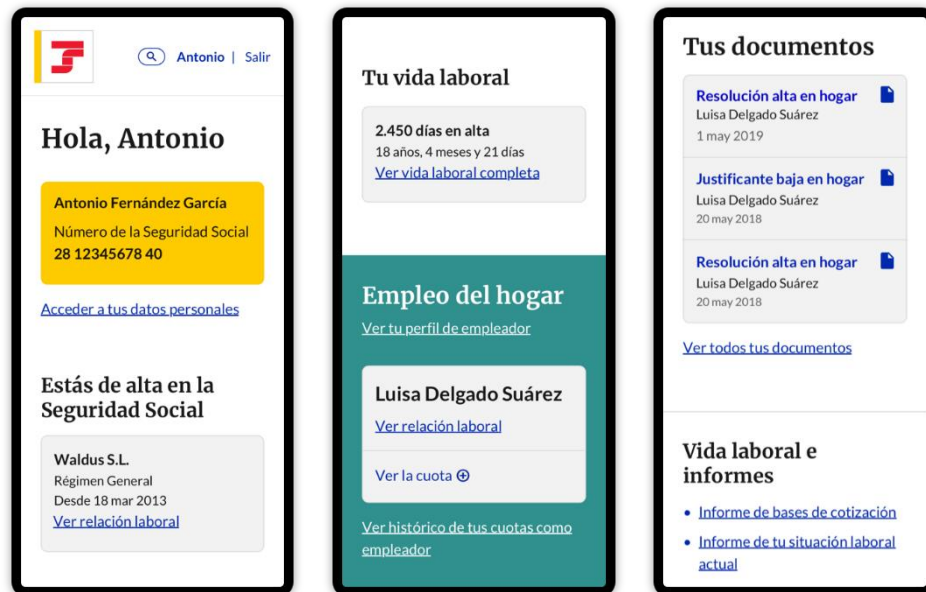 Antonio | Salir
Hola, Antonio
Antonio Fernández García
Número de la Seguridad Social
28 12345678 40
Acceder a tus datos personales
Estás de alta en la
Seguridad Social
Waldus S.L.
Régimen General
Desde 18 mar 2013
Ver relación laboral
Tu vida laboral
2.450 días en alta
18 años, 4 meses y 21 días
Ver vida laboral completa
Empleo del hogar
Ver tu perfil de empleador
Luisa Delgado Suárez
Ver relación laboral
Ver la cuota
Ver histórico de tus cuotas como
empleador
Tus documentos
Resolución alta en hogar
Luisa Delgado Suárez
1 may 2019
Justificante baja en hogar
Luisa Delgado Suárez
20 may 2018
Resolución alta en hogar
Luisa Delgado Suárez
20 may 2018
Ver todos tus documentos
Vida laboral e
informes
• Informe de bases de cotización
• Informe de tu situación laboral
actual